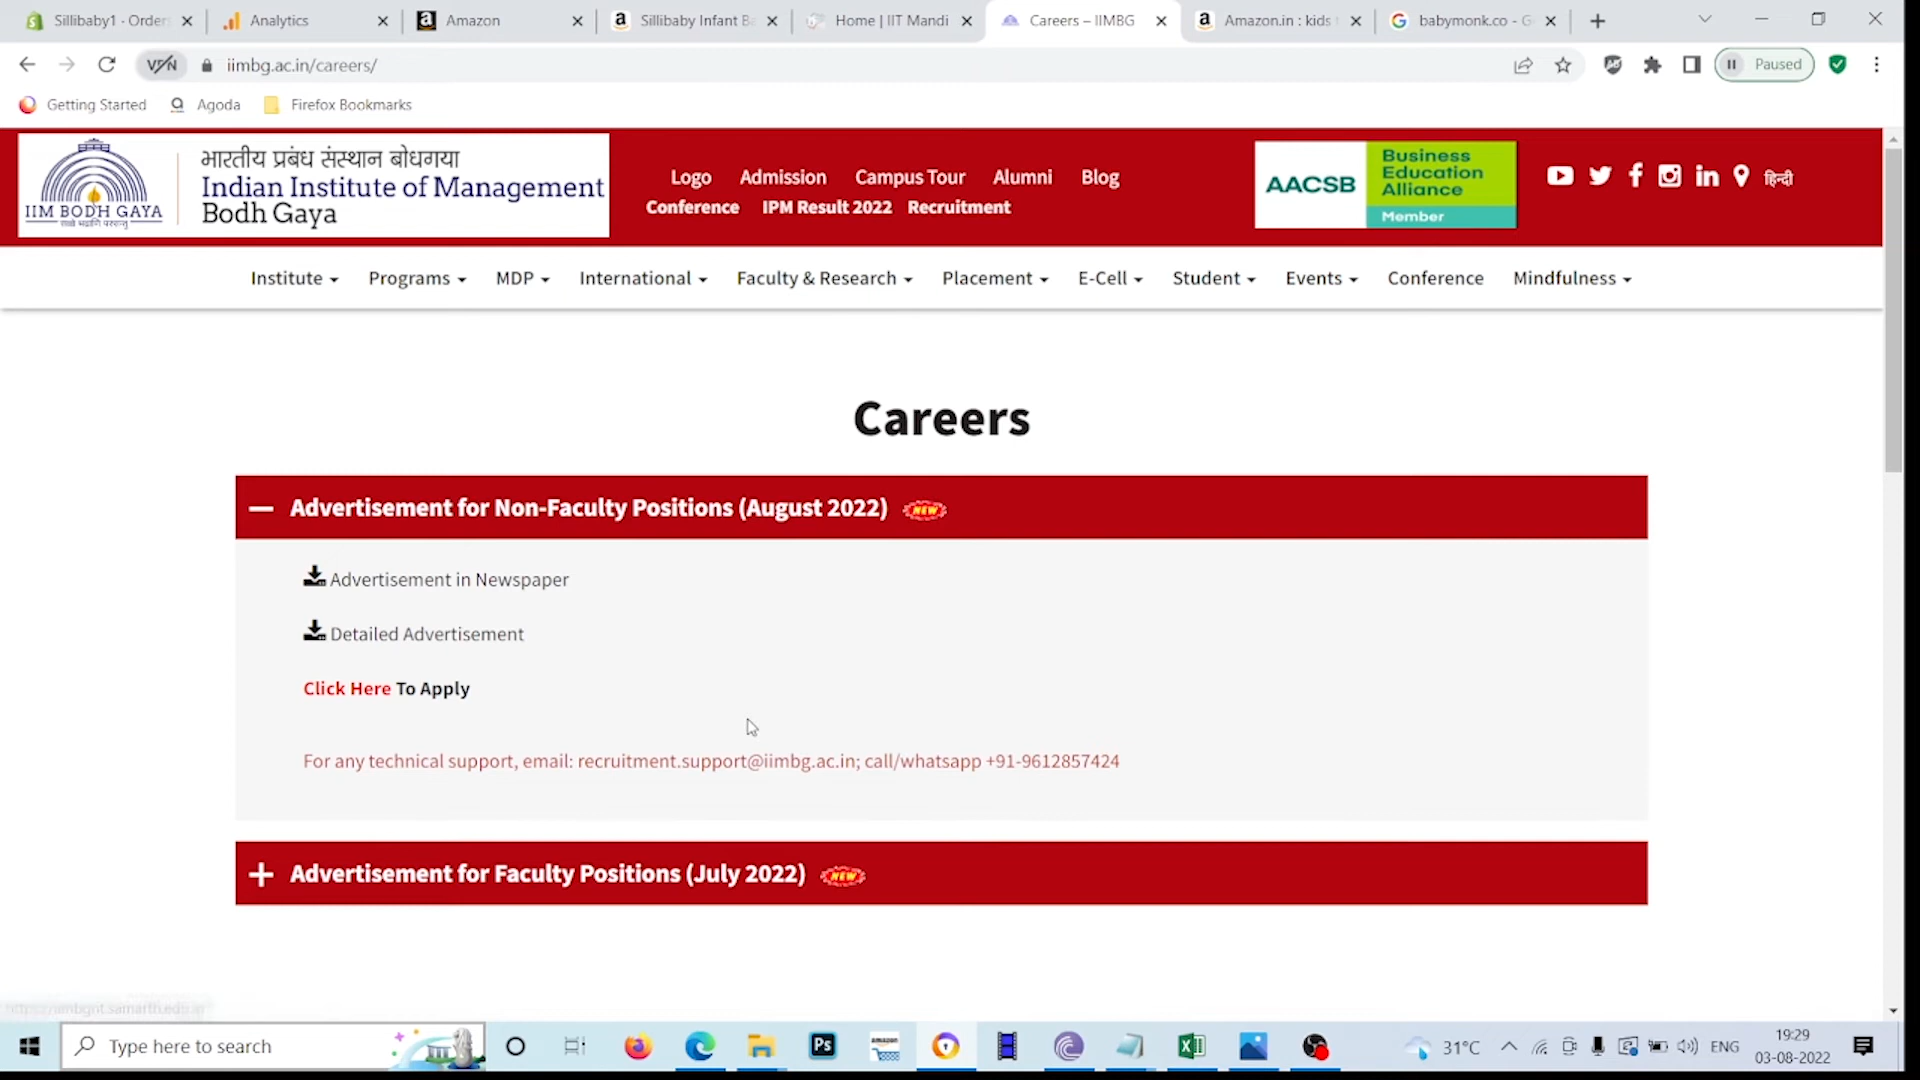 Sillibaby1 - Orders
Analytics
Amazon
Sillibaby Infant B
Home | IIT Mandi
Careers – IIMBG
Amazon.in : kids
babymonk.co - G
VPN
iimbg.ac.in/careers/
Paused
Getting Started
Agoda
Firefox Bookmarks
IIM BODH GAYA
भारतीय प्रबंध संस्थान बोधगया
Indian Institute of Management
Bodh Gaya
Logo Admission Campus Tour Alumni Blog
Conference IPM Result 2022 Recruitment
AACSB
Business
Education
Alliance
Member
हिन्दी
Institute Programs MDP International Faculty & Research Placement E-Cell Student Events Conference Mindfulness
Careers
Advertisement for Non-Faculty Positions (August 2022) NEW
Advertisement in Newspaper
Detailed Advertisement
Click Here To Apply
For any technical support, email: recruitment.support@iimbg.ac.in; call/whatsapp +91-9612857424
Advertisement for Faculty Positions (July 2022) NEW
Type here to search
Ps
amazon
31°C
ENG
19:29
03-08-2022